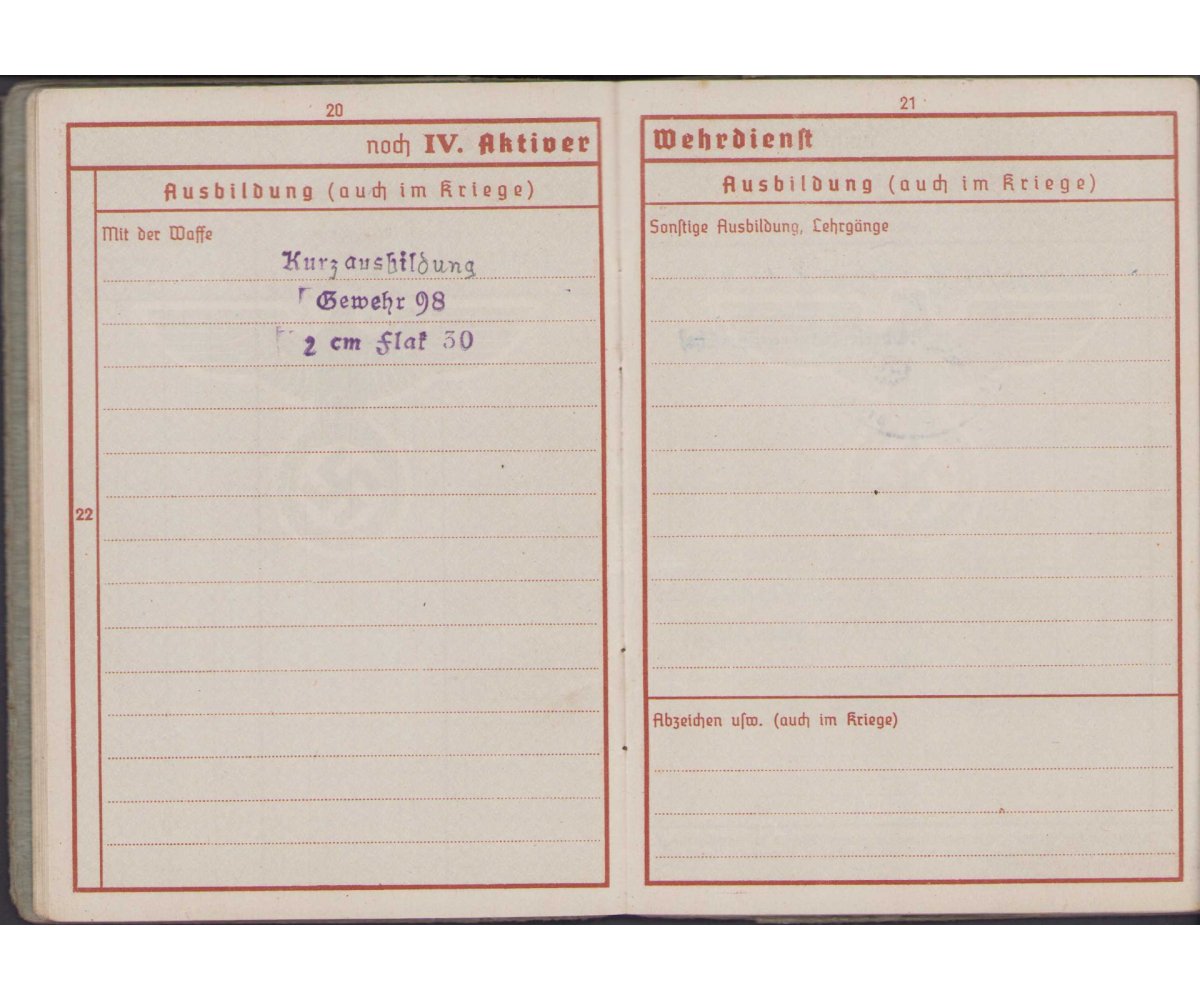 20
noch IV. Aktiver
Ausbildung (auch im Kriege)
Mit der Waffe
Kurzausbildung
Gewehr 98
2 cm Flak 30
22
21
Wehrdienst
Ausbildung (auch im Kriege)
Sonstige Ausbildung, Lehrgänge
Abzeichen usw. (auch im Kriege)